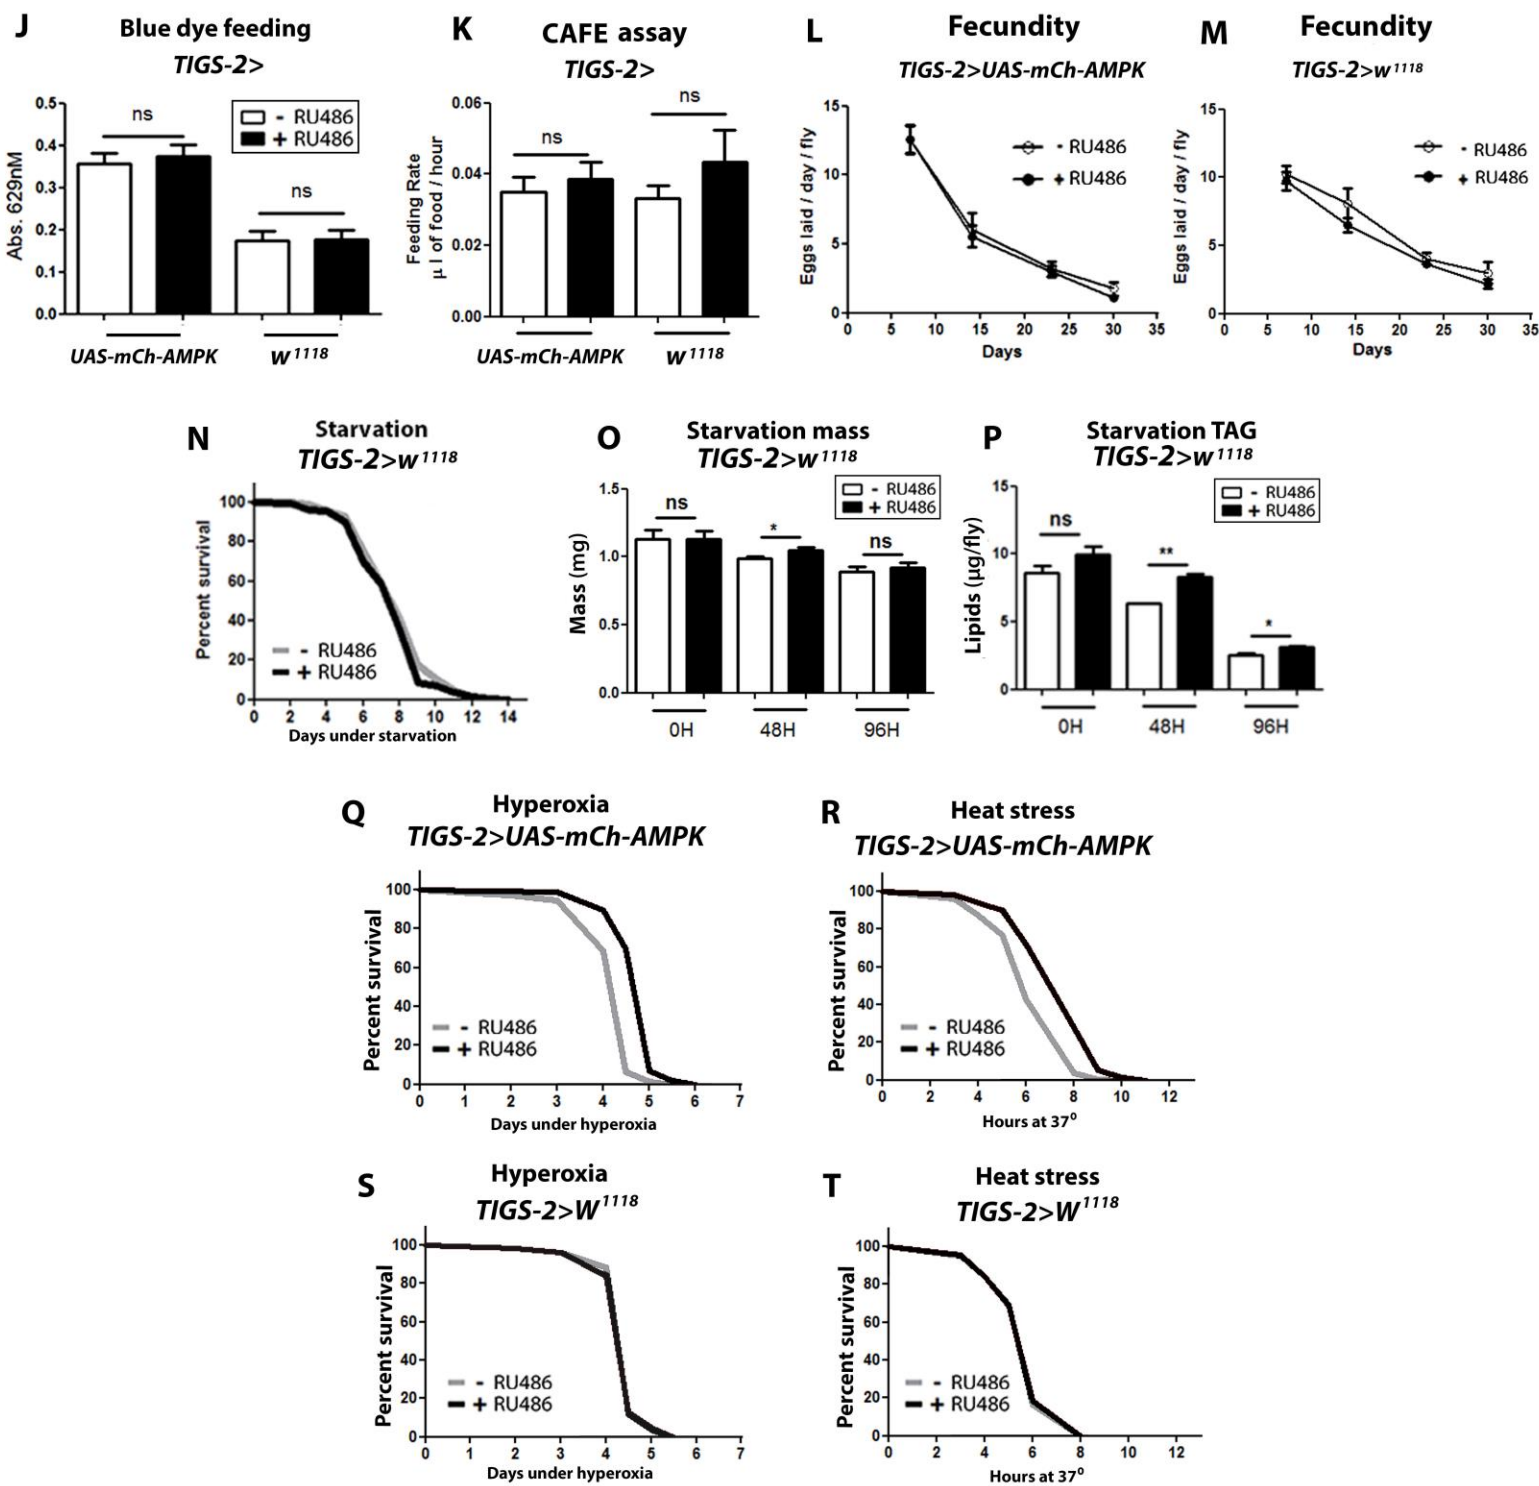 J
Blue dye feeding
TIGS-2>
Abs. 629nM
0.5
0.4
0.3
0.2
0.1
0.0
ns
ns
- RU486
+ RU486
UAS-mCh-AMPK
w 1118
K
CAFE assay
TIGS-2>
Feeding Rate
µ l of food / hour
0.06
0.04
0.02
0.00
ns
ns
UAS-mCh-AMPK
w 1118
L
Fecundity
TIGS-2>UAS-mCh-AMPK
Eggs laid / day / fly
15
10
5
0
- RU486
+ RU486
0 5 10 15 20 25 30 35
Days
M
Fecundity
TIGS-2>w 1118
Eggs laid / day / fly
15
10
5
0
- RU486
+ RU486
0 5 10 15 20 25 30 35
Days
N
Starvation
TIGS-2>w 1118
Percent survival
100
80
60
40
20
0
- RU486
+ RU486
0 2 4 6 8 10 12 14
Days under starvation
O
Starvation mass
TIGS-2>w 1118
Mass (mg)
1.5
1.0
0.5
0.0
ns
*
ns
- RU486
+ RU486
0H 48H 96H
P
Starvation TAG
TIGS-2>w 1118
Lipids (µg/fly)
15
10
5
0
ns
**
*
- RU486
+ RU486
0H 48H 96H
Q
Hyperoxia
TIGS-2>UAS-mCh-AMPK
Percent survival
100
80
60
40
20
0
- RU486
+ RU486
0 1 2 3 4 5 6 7
Days under hyperoxia
R
Heat stress
TIGS-2>UAS-mCh-AMPK
Percent survival
100
80
60
40
20
0
- RU486
+ RU486
0 2 4 6 8 10 12
Hours at 37⁰
S
Hyperoxia
TIGS-2>W 1118
Percent survival
100
80
60
40
20
0
- RU486
+ RU486
0 1 2 3 4 5 6 7
Days under hyperoxia
T
Heat stress
TIGS-2>W 1118
Percent survival
100
80
60
40
20
0
- RU486
+ RU486
0 2 4 6 8 10 12
Hours at 37⁰